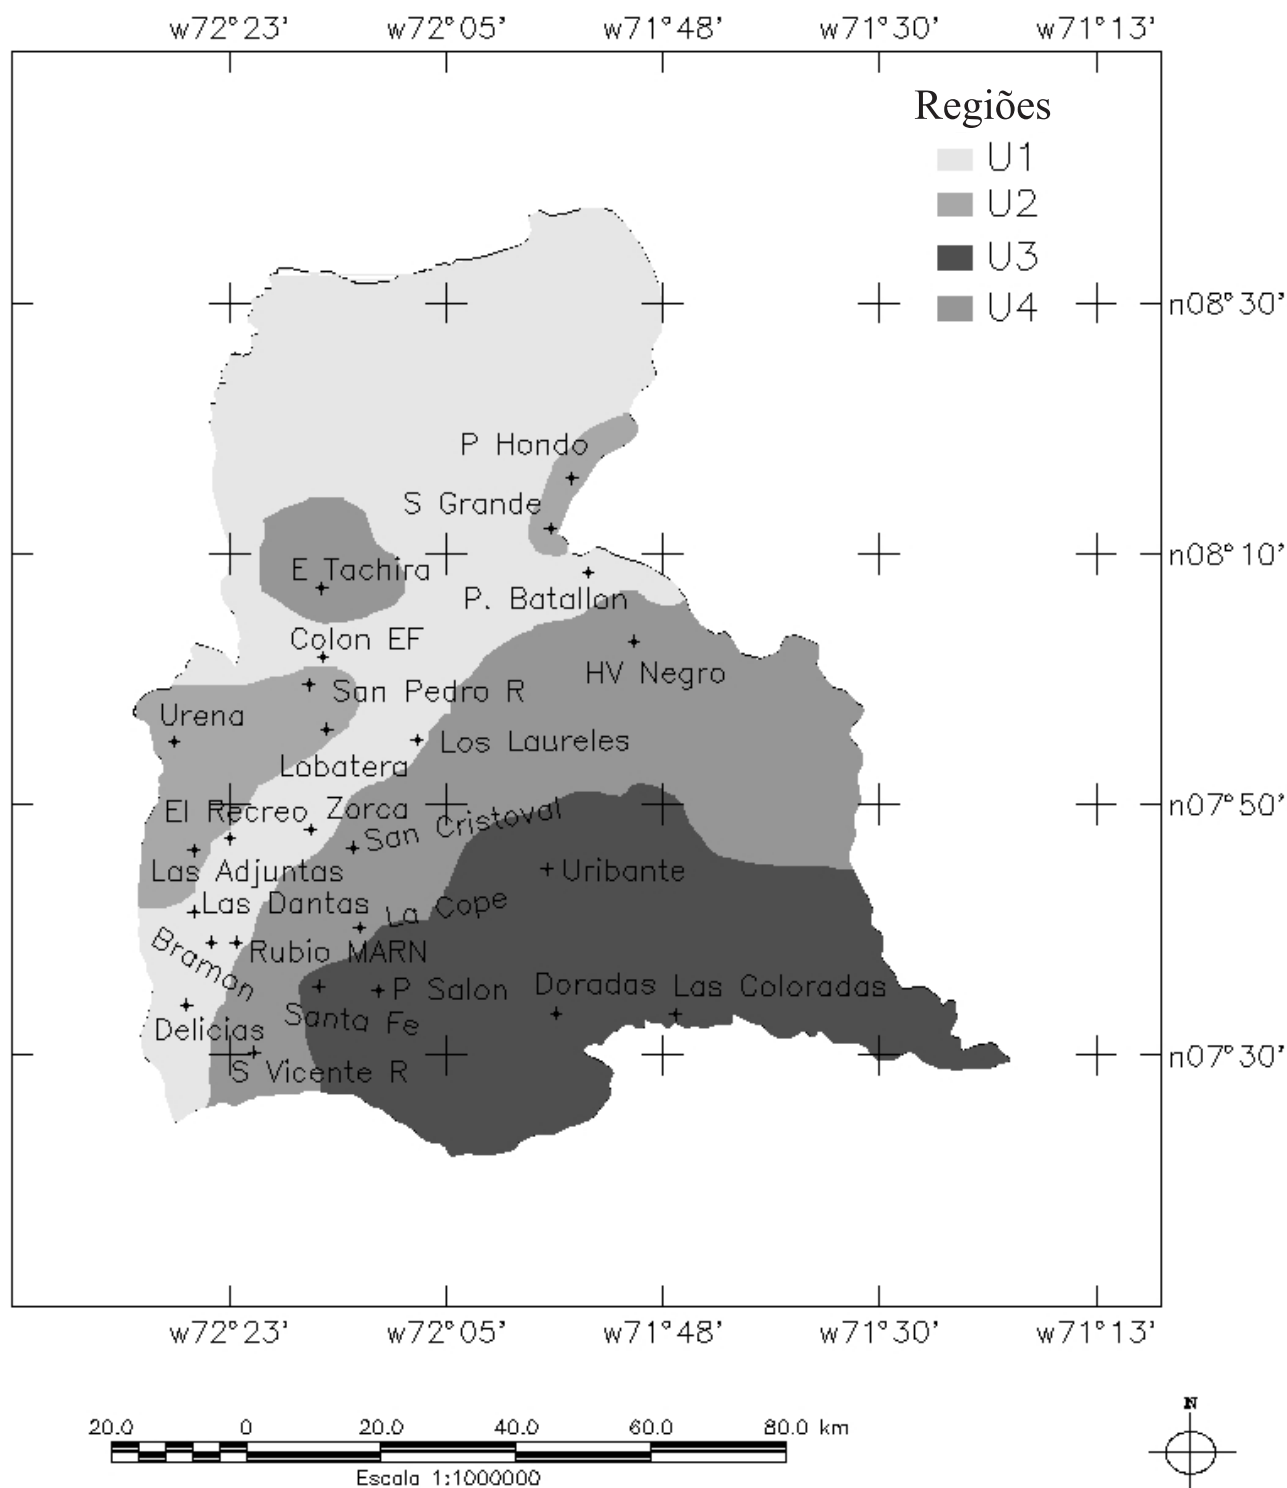 w72°23' w72°05' w71°48' w71°30' w71°13'
Regiões
U1
U2
U3
U4
n08°30'
P Hondo
S Grande
n08°10'
E Tachira
P. Batallon
Colon EF
HV Negro
San Pedro R
Urena
Los Laureles
Lobatera
El Recreo
Zorca
n07°50'
San Cristoval
Las Adjuntas
Uribante
Las Dantas
La Cope
Bramon
Rubio MARN
P Salon
Doradas
Las Coloradas
Santa Fe
Delicias
n07°30'
S Vicente R
w72°23' w72°05' w71°48' w71°30' w71°13'
N
20.0 0 20.0 40.0 60.0 80.0 km
Escala 1:1000000